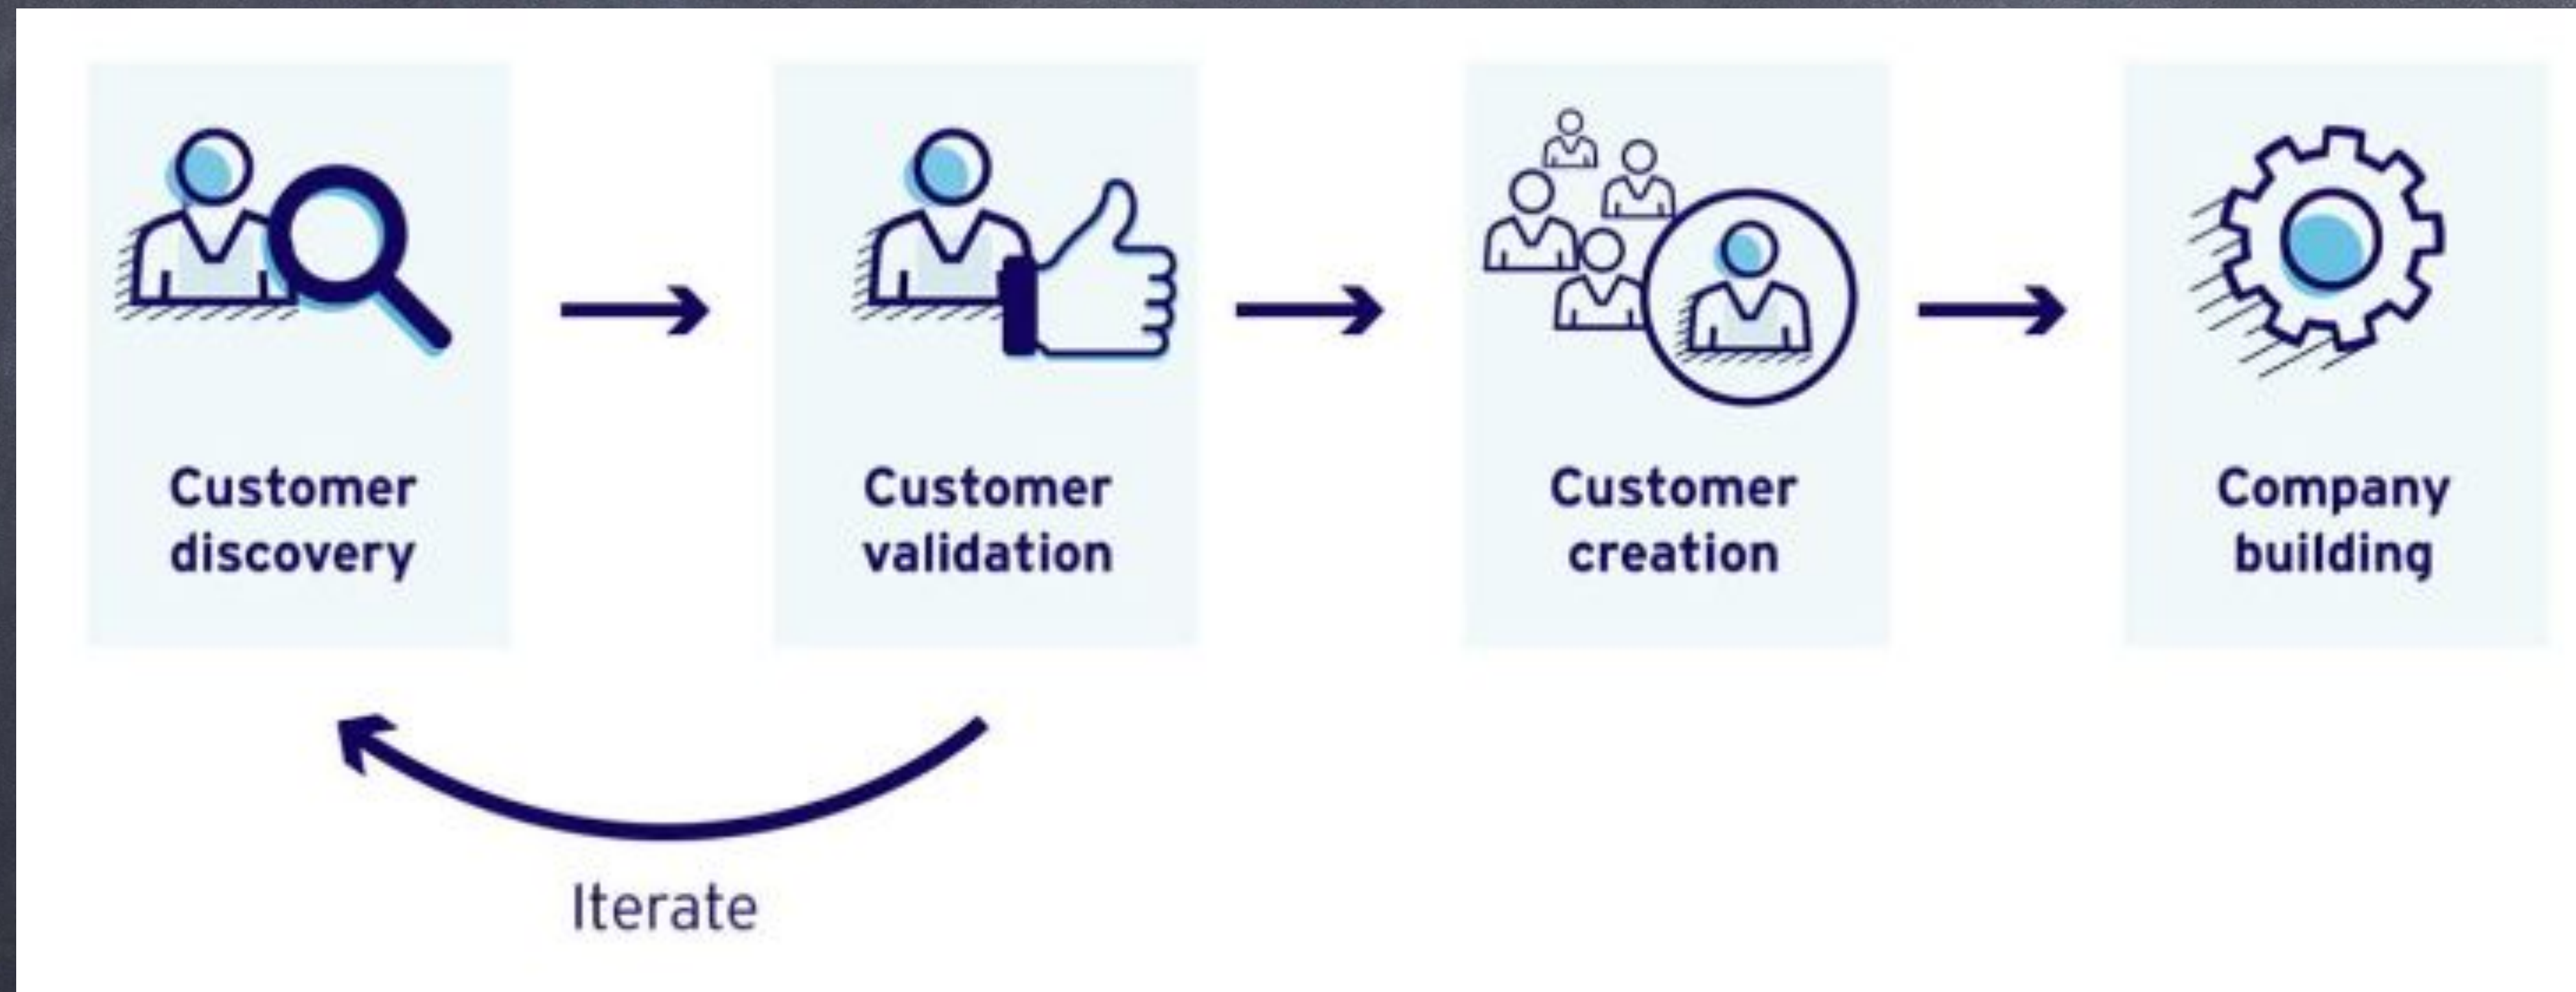 Customer
discovery
Customer
validation
Customer
creation
Company
building
Iterate